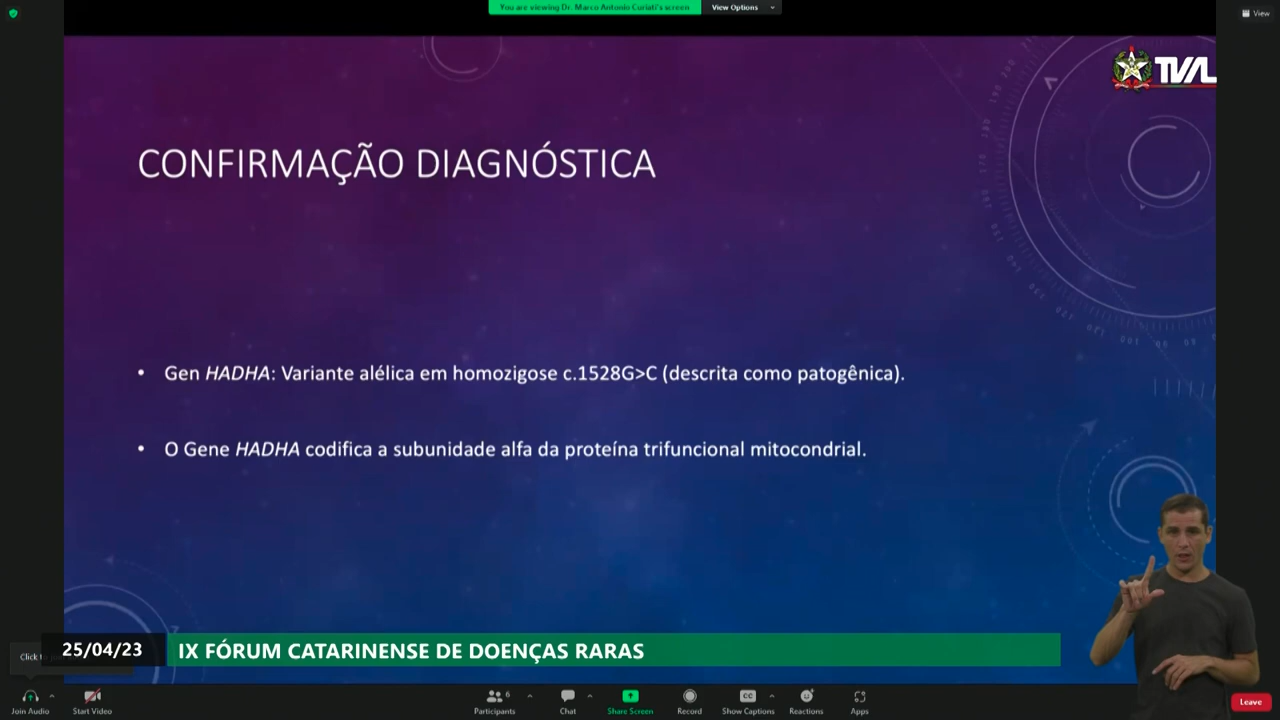 You are viewing Dr. Marco Antonio Curiati's screen
View Options
View
TVAL
CONFIRMAÇÃO DIAGNÓSTICA
• Gen HADHA: Variante alélica em homozigose c.1528G>C (descrita como patogênica).
• O Gene HADHA codifica a subunidade alfa da proteína trifuncional mitocondrial.
25/04/23
IX FÓRUM CATARINENSE DE DOENÇAS RARAS
Join Audio
Start Video
Participants
6
Chat
Share Screen
Record
CC
Show Captions
Reactions
Apps
Leave